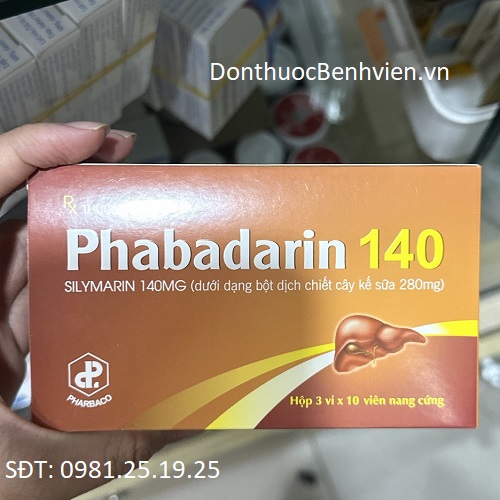 DonthuocBenhvien.vn
Rx
Phabadarin 140
SILYMARIN 140MG (dưới dạng bột dịch chiết cây kế sữa 280mg)
PHARBACO
Hộp 3 vỉ x 10 viên nang cứng
SĐT: 0981.25.19.25